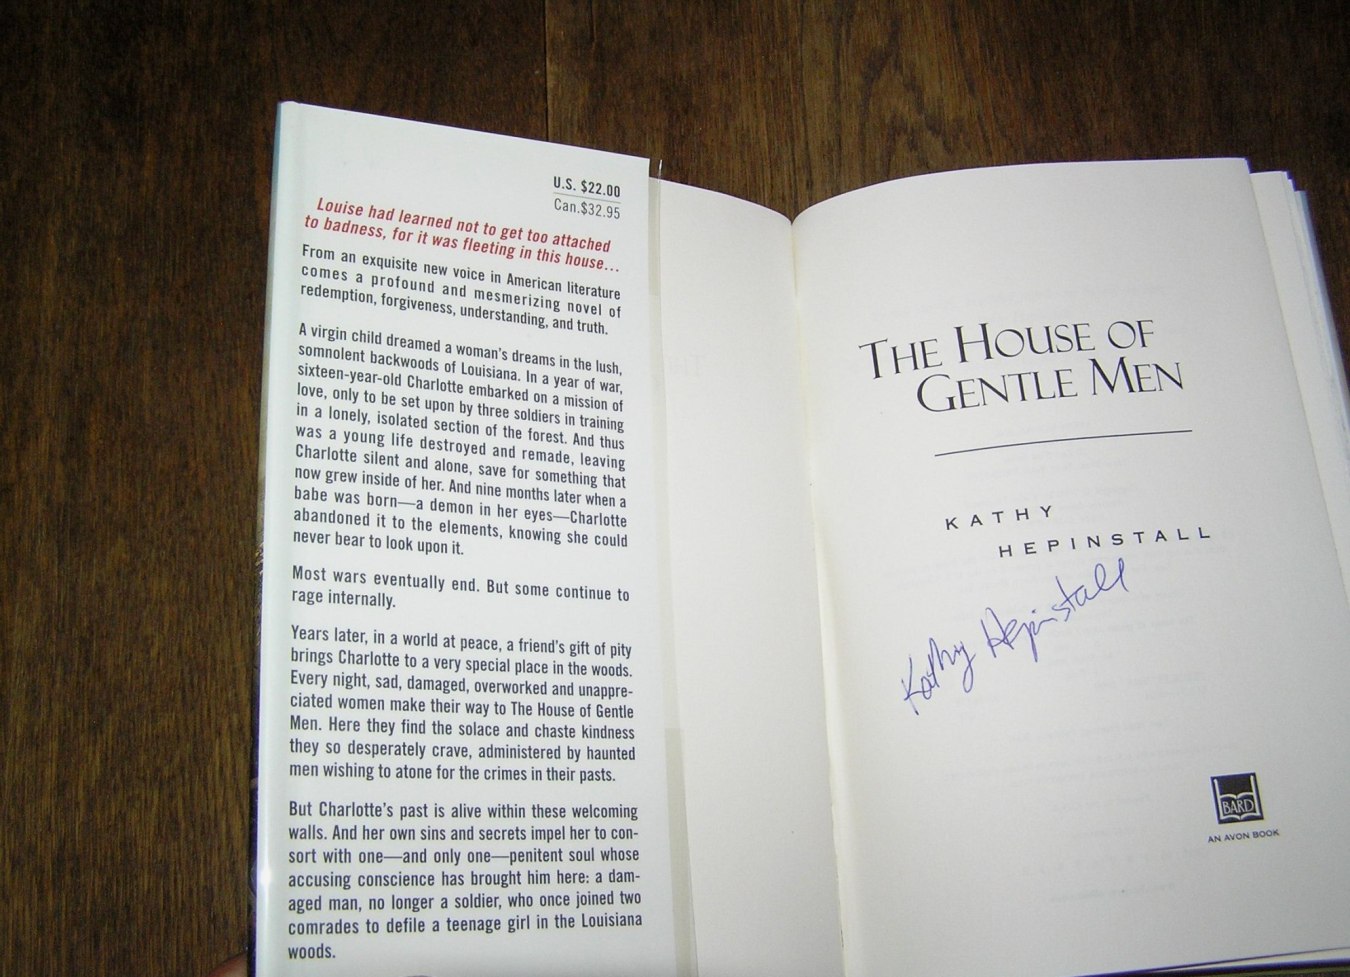 U.S. $22.00
Can.$32.95
Louise had learned not to get too attached
to badness, for it was fleeting in this house...
From an exquisite new voice in American literature
comes a profound and mesmerizing novel of
redemption, forgiveness, understanding, and truth.
A virgin child dreamed a woman's dreams in the lush,
somnolent backwoods of Louisiana. In a year of war,
sixteen-year-old Charlotte embarked on a mission of
love, only to be set upon by three soldiers in training
in a lonely, isolated section of the forest. And thus
was a young life destroyed and remade, leaving
Charlotte silent and alone, save for something that
now grew inside of her. And nine months later when a
babe was born—a demon in her eyes—Charlotte
abandoned it to the elements, knowing she could
never bear to look upon it.
Most wars eventually end. But some continue to
rage internally.
Years later, in a world at peace, a friend's gift of pity
brings Charlotte to a very special place in the woods.
Every night, sad, damaged, overworked and unappre-
ciated women make their way to The House of Gentle
Men. Here they find the solace and chaste kindness
they so desperately crave, administered by haunted
men wishing to atone for the crimes in their pasts.
But Charlotte's past is alive within these welcoming
walls. And her own sins and secrets impel her to con-
sort with one—and only one—penitent soul whose
accusing conscience has brought him here: a dam-
aged man, no longer a soldier, who once joined two
comrades to defile a teenage girl in the Louisiana
woods.
THE HOUSE OF
GENTLE MEN
KATHY
HEPINSTALL
Kathy Hepinstall
BARD
AN AVON BOOK